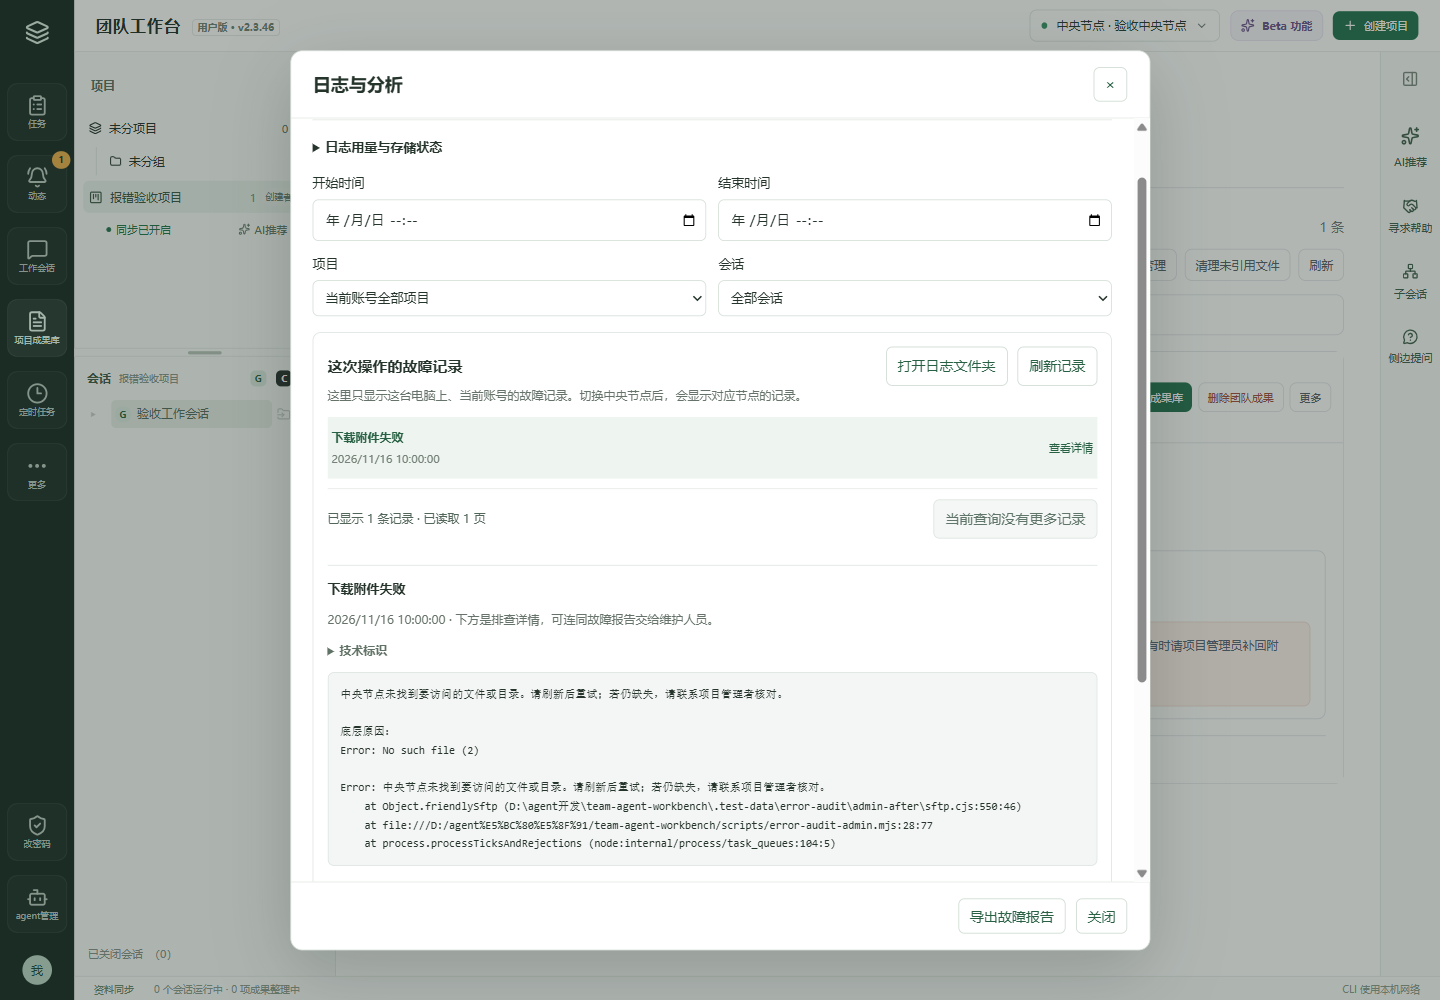 团队工作台
用户版 • v2.3.46
中央节点 · 验收中央节点
Beta 功能
创建项目
任务
1
动态
工作会话
项目成果库
定时任务
更多
改密码
agent管理
我
项目
未分项目
0
未分组
报错验收项目
1
创建者
同步已开启
AI推荐
会话
报错验收项目
G
C
G
验收工作会话
已关闭会话 (0)
资料同步
0 个会话运行中 · 0 项成果整理中
CLI 使用本机网络
日志与分析
×
日志用量与存储状态
开始时间
结束时间
年 /月/日 --:--
年 /月/日 --:--
项目
会话
当前账号全部项目
全部会话
这次操作的故障记录
打开日志文件夹
刷新记录
这里只显示这台电脑上、当前账号的故障记录。切换中央节点后，会显示对应节点的记录。
下载附件失败
2026/11/16 10:00:00
查看详情
已显示 1 条记录 · 已读取 1 页
当前查询没有更多记录
下载附件失败
2026/11/16 10:00:00 · 下方是排查详情，可连同故障报告交给维护人员。
技术标识
中央节点未找到要访问的文件或目录。请刷新后重试；若仍缺失，请联系项目管理者核对。
底层原因：
Error: No such file (2)
Error: 中央节点未找到要访问的文件或目录。请刷新后重试；若仍缺失，请联系项目管理者核对。
at Object.friendlySftp (D:\agent开发\team-agent-workbench\.test-data\error-audit\admin-after\sftp.cjs:550:46)
at file:///D:/agent%E5%BC%80%E5%8F%91/team-agent-workbench/scripts/error-audit-admin.mjs:28:77
at process.processTicksAndRejections (node:internal/process/task_queues:104:5)
导出故障报告
关闭
1 条
管理
清理未引用文件
刷新
成果库
删除团队成果
更多
有时请项目管理员补回附
AI推荐
寻求帮助
子会话
侧边提问